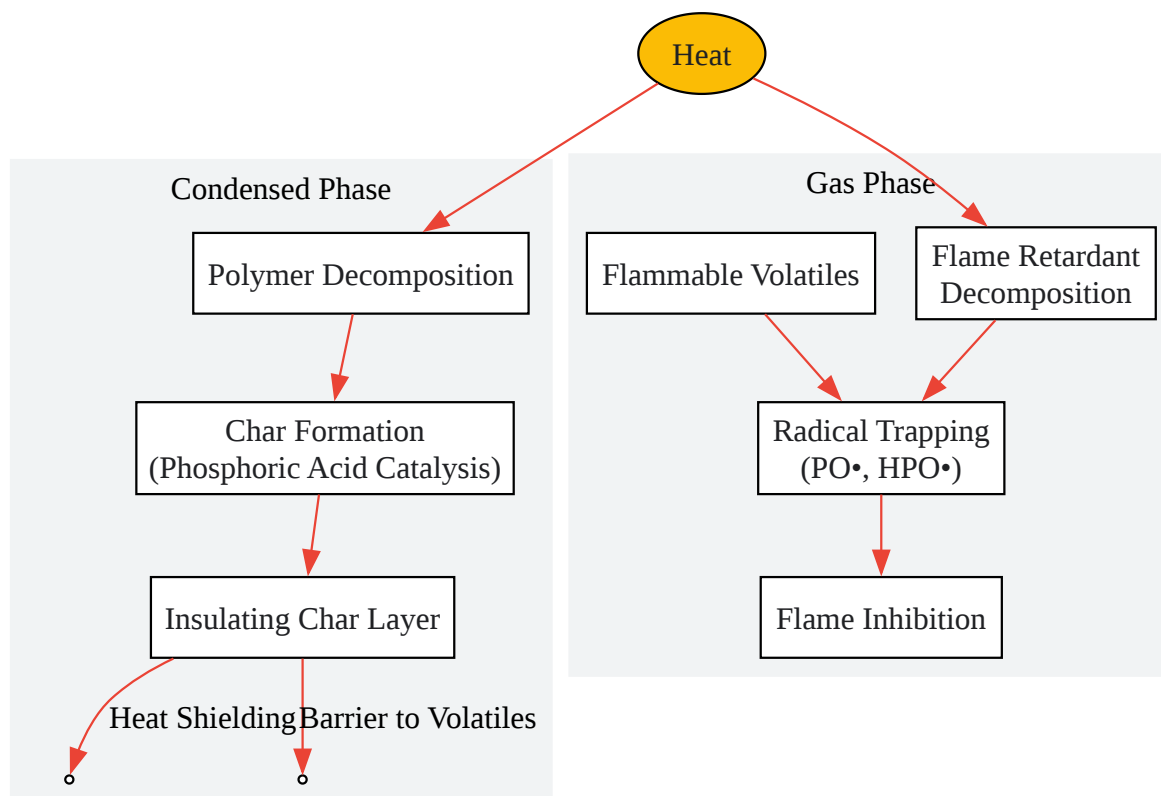 Heat
Condensed Phase
Polymer Decomposition
Char Formation
(Phosphoric Acid Catalysis)
Insulating Char Layer
Heat Shielding
Barrier to Volatiles
Gas Phase
Flammable Volatiles
Flame Retardant
Decomposition
Radical Trapping
(PO•, HPO•)
Flame Inhibition